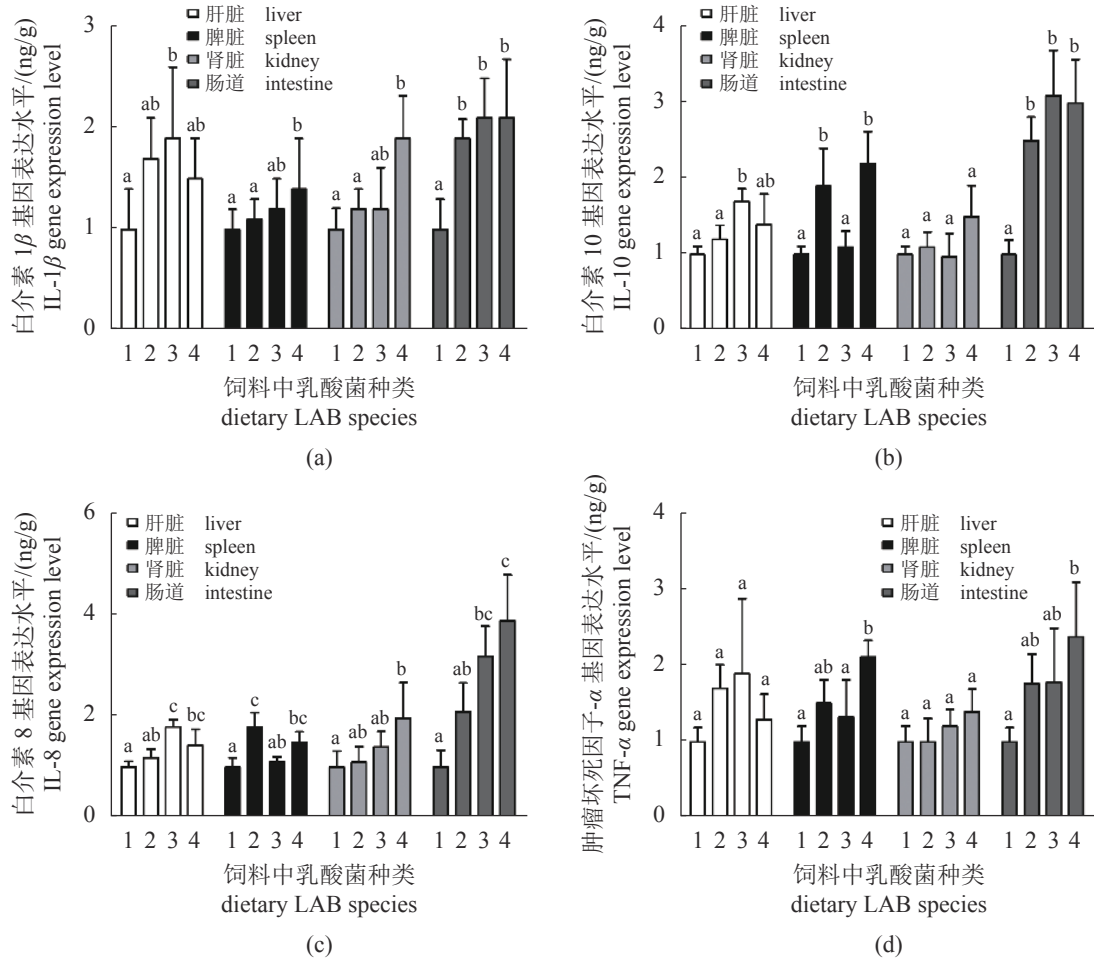 白介素 1β 基因表达水平/(ng/g)
IL-1β gene expression level
3
2
1
0
肝脏 liver
脾脏 spleen
肾脏 kidney
肠道 intestine
a ab b ab
a a ab b
a a ab b
a b b b
1 2 3 4 1 2 3 4 1 2 3 4 1 2 3 4
饲料中乳酸菌种类
dietary LAB species
(a)
白介素 10 基因表达水平/(ng/g)
IL-10 gene expression level
4
3
2
1
0
肝脏 liver
脾脏 spleen
肾脏 kidney
肠道 intestine
a a b ab
a b a b
a a a a
a b b b
1 2 3 4 1 2 3 4 1 2 3 4 1 2 3 4
饲料中乳酸菌种类
dietary LAB species
(b)
白介素 8 基因表达水平/(ng/g)
IL-8 gene expression level
6
4
2
0
肝脏 liver
脾脏 spleen
肾脏 kidney
肠道 intestine
a ab c bc
a c ab bc
a ab ab b
a ab bc c
1 2 3 4 1 2 3 4 1 2 3 4 1 2 3 4
饲料中乳酸菌种类
dietary LAB species
(c)
肿瘤坏死因子-α 基因表达水平/(ng/g)
TNF-α gene expression level
4
3
2
1
0
肝脏 liver
脾脏 spleen
肾脏 kidney
肠道 intestine
a a a a
a ab a b
a a a a
a ab ab b
1 2 3 4 1 2 3 4 1 2 3 4 1 2 3 4
饲料中乳酸菌种类
dietary LAB species
(d)